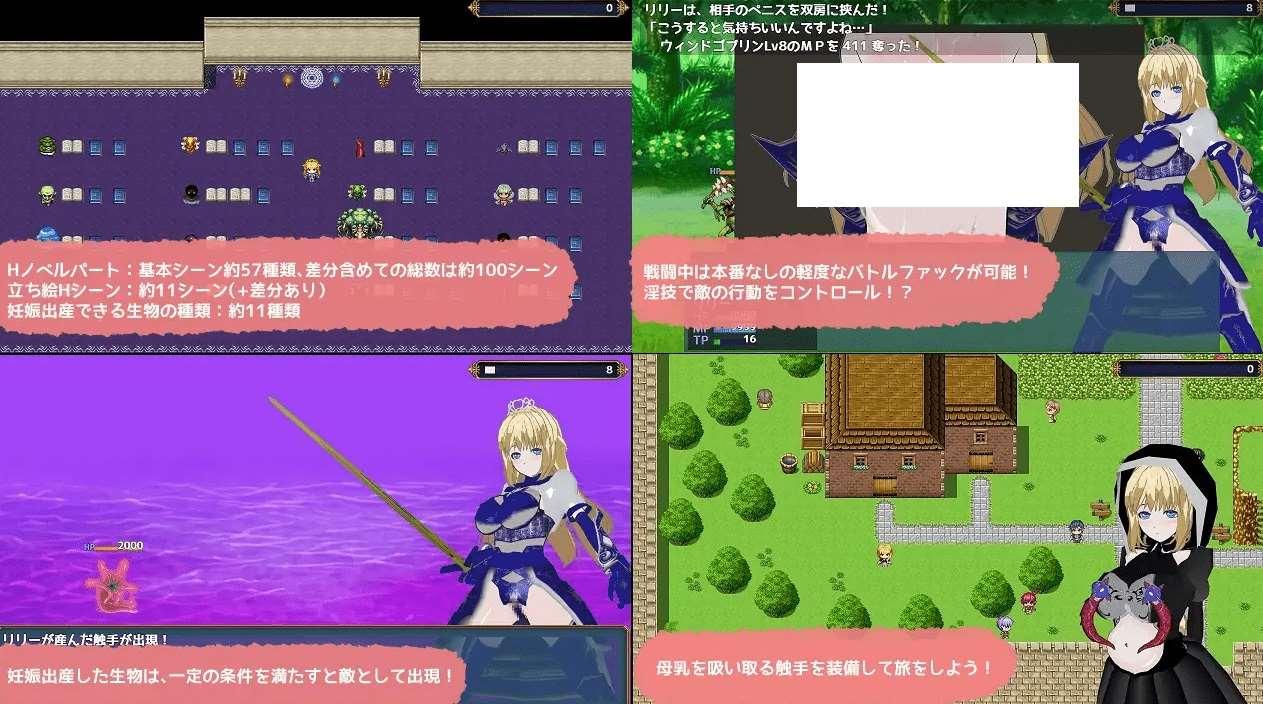 0
Hノベルパート：基本シーン約57種類、差分含めての総数は約100シーン
立ち絵Hシーン：約11シーン（+差分あり）
妊娠出産できる生物の種類：約11種類
リリーは、相手のペニスを双房に挟んだ！
「こうすると気持ちいいんですよね…」
ウィンドゴブリンLv8のＭＰを 411 奪った！
8
HP
戦闘中は本番なしの軽度なバトルファックが可能！
淫技で敵の行動をコントロール！？
MP
TP 16
8
HP 2000
リリーが産んだ触手が出現！
妊娠出産した生物は、一定の条件を満たすと敵として出現！
0
母乳を吸い取る触手を装備して旅をしよう！